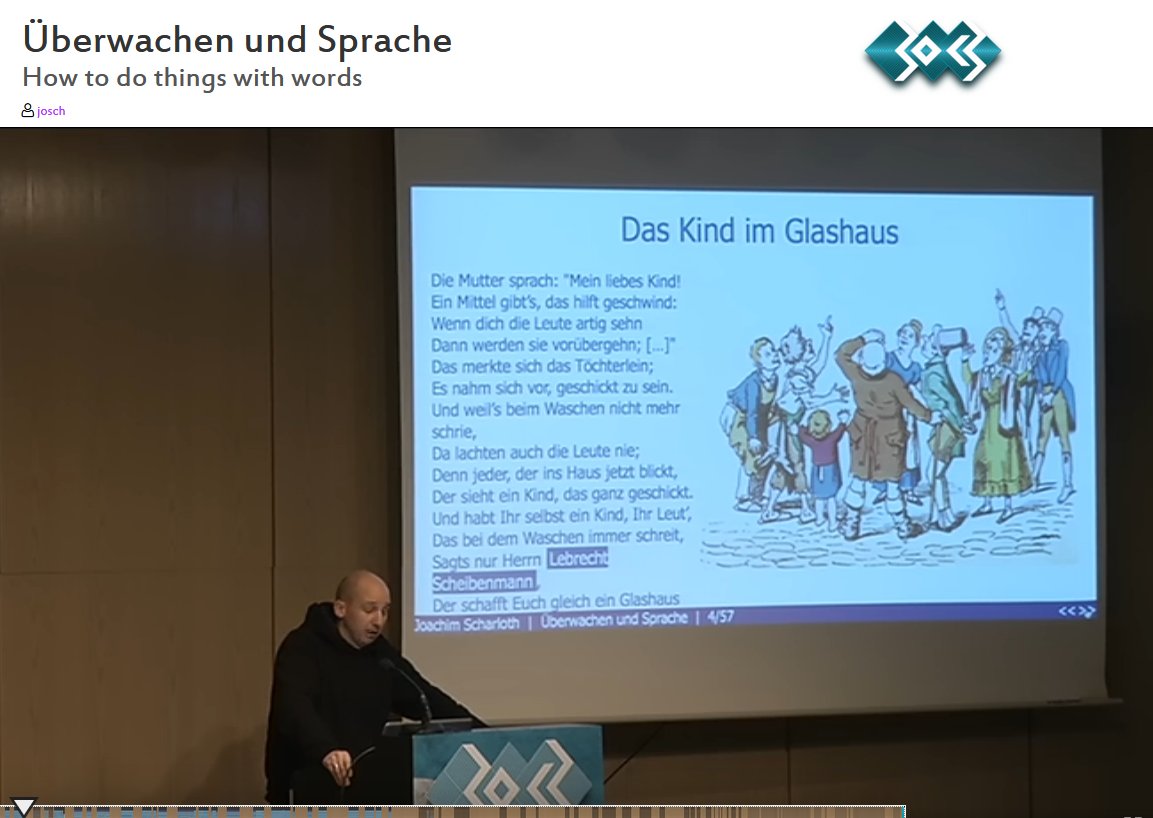 Überwachen und Sprache
How to do things with words
josch
30C3
Das Kind im Glashaus
Die Mutter sprach: "Mein liebes Kind!
Ein Mittel gibt's, das hilft geschwind:
Wenn dich die Leute artig sehn
Dann werden sie vorübergehn; [...]"
Das merkte sich das Töchterlein;
Es nahm sich vor, geschickt zu sein.
Und weil's beim Waschen nicht mehr
schrie,
Da lachten auch die Leute nie;
Denn jeder, der ins Haus jetzt blickt,
Der sieht ein Kind, das ganz geschickt.
Und habt Ihr selbst ein Kind, Ihr Leut',
Das bei dem Waschen immer schreit,
Sagts nur Herrn Lebrecht
Scheibenmann,
Der schafft Euch gleich ein Glashaus
Joachim Scharloth | Überwachen und Sprache | 4/57
<< >>
30C3